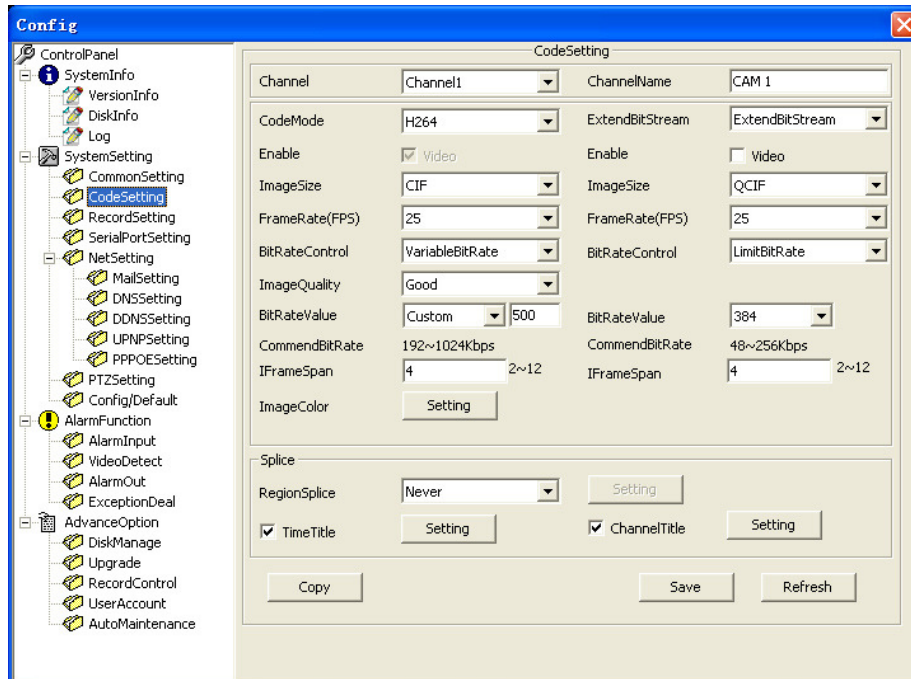 Config
ControlPanel
SystemInfo
VersionInfo
DiskInfo
Log
SystemSetting
CommonSetting
CodeSetting
RecordSetting
SerialPortSetting
NetSetting
MailSetting
DNSSetting
DDNSSetting
UPNPSetting
PPPOESetting
PTZSetting
Config/Default
AlarmFunction
AlarmInput
VideoDetect
AlarmOut
ExceptionDeal
AdvanceOption
DiskManage
Upgrade
RecordControl
UserAccount
AutoMaintenance
CodeSetting
Channel Channel1 ChannelName CAM 1
CodeMode H264 ExtendBitStream ExtendBitStream
Enable Video Enable Video
ImageSize CIF ImageSize QCIF
FrameRate(FPS) 25 FrameRate(FPS) 25
BitRateControl VariableBitRate BitRateControl LimitBitRate
ImageQuality Good
BitRateValue Custom 500 BitRateValue 384
CommendBitRate 192~1024Kbps CommendBitRate 48~256Kbps
IFrameSpan 4 2~12 IFrameSpan 4 2~12
ImageColor Setting
Splice
RegionSplice Never Setting
TimeTitle Setting ChannelTitle Setting
Copy Save Refresh